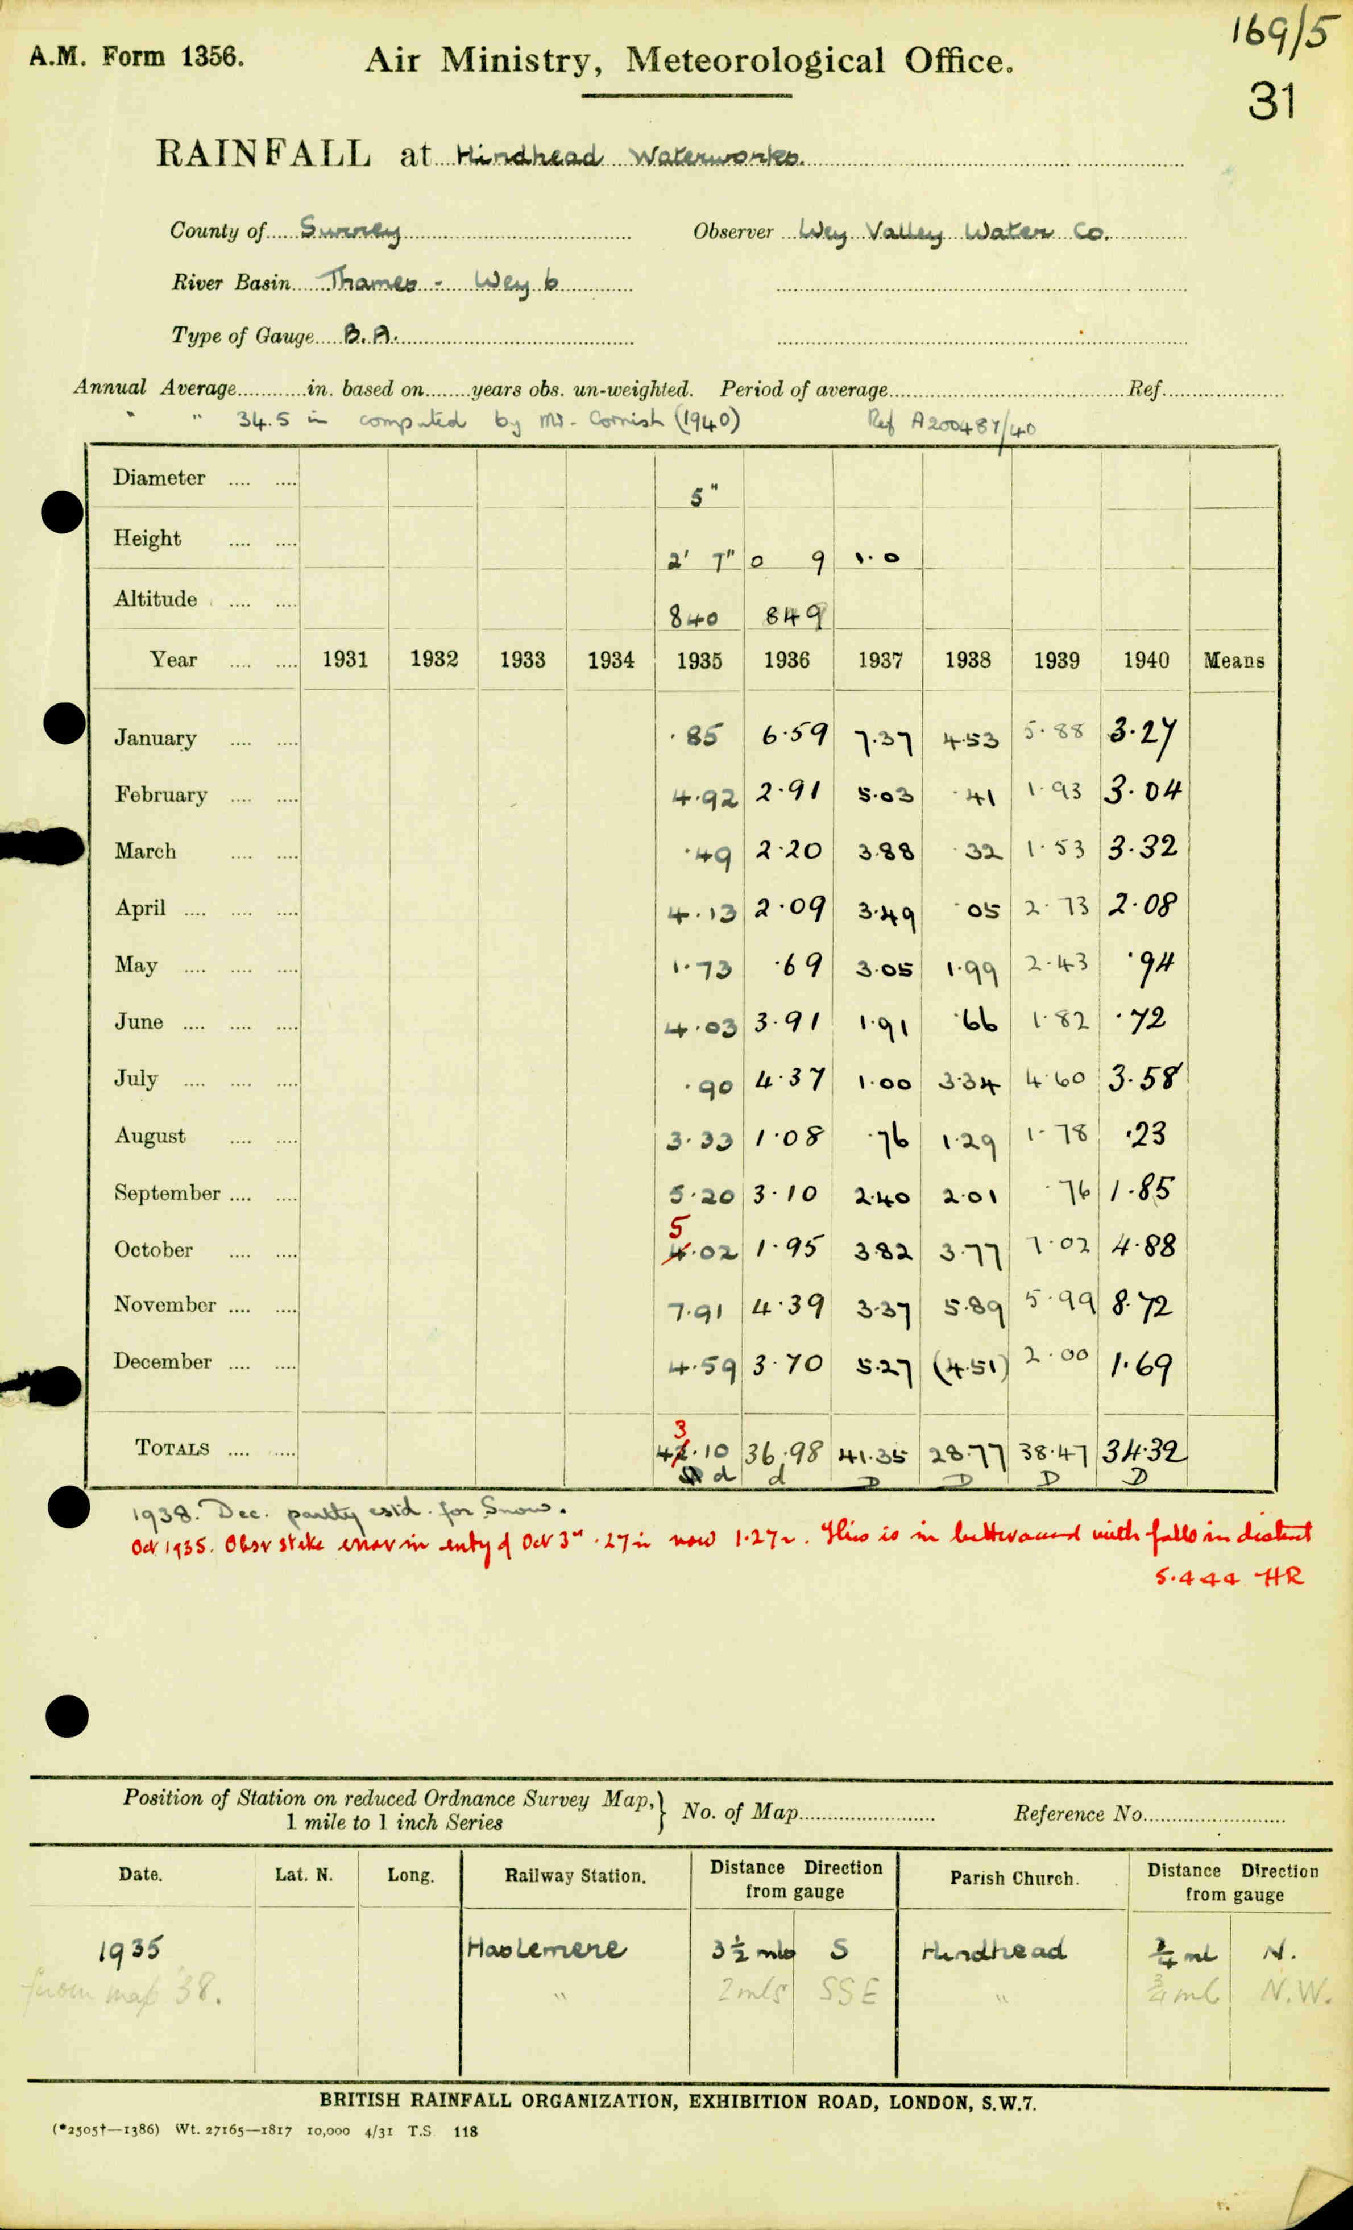 169/5
A.M. Form 1356. Air Ministry, Meteorological Office.
31
RAINFALL at Hindhead Waterworks.
County of Surrey Observer Wey Valley Water Co.
River Basin Thames - Wey 6
Type of Gauge B.A.
Annual Average in. based on years obs. un-weighted. Period of average Ref.
" " 34.5 in computed by Mr. Cornish (1940) Ref A200487/40
Diameter 5"
Height 2' 7" 0 9 1.0
Altitude 840 849
Year 1931 1932 1933 1934 1935 1936 1937 1938 1939 1940 Means
January .85 6.59 7.37 4.53 5.88 3.27
February 4.92 2.91 5.03 .41 1.93 3.04
March .49 2.20 3.88 .32 1.53 3.32
April 4.13 2.09 3.49 .05 2.73 2.08
May 1.73 .69 3.05 1.99 2.43 .94
June 4.03 3.91 1.91 .66 1.82 .72
July .90 4.37 1.00 3.34 4.60 3.58
August 3.33 1.08 .76 1.29 1.78 .23
September 5.20 3.10 2.40 2.01 .76 1.85
5
October 4.02 1.95 3.82 3.77 7.02 4.88
November 7.91 4.39 3.37 5.89 5.99 8.72
December 4.59 3.70 5.27 (4.51) 2.00 1.69
3
TOTALS 42.10 36.98 41.35 28.77 38.47 34.32
d d D D D D
1938. Dec. partly estd. for Snow.
Oct 1935. Obsr error in entry of Oct 3rd .27 in now 1.27 in. This is in better accord with falls in district
5.4.44 HR
Position of Station on reduced Ordnance Survey Map, No. of Map Reference No.
1 mile to 1 inch Series
Date. Lat. N. Long. Railway Station. Distance Direction from gauge Parish Church. Distance Direction from gauge
1935 Haslemere 3½ mls S Hindhead ¾ ml N.
from map '38. " 2 mls SSE " ¾ ml N.W.
BRITISH RAINFALL ORGANIZATION, EXHIBITION ROAD, LONDON, S.W.7.
(*2505†—1386) Wt. 27165—1817 10,000 4/31 T.S. 118